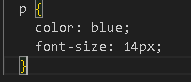 p {
  color: blue;
  font-size: 14px;
}